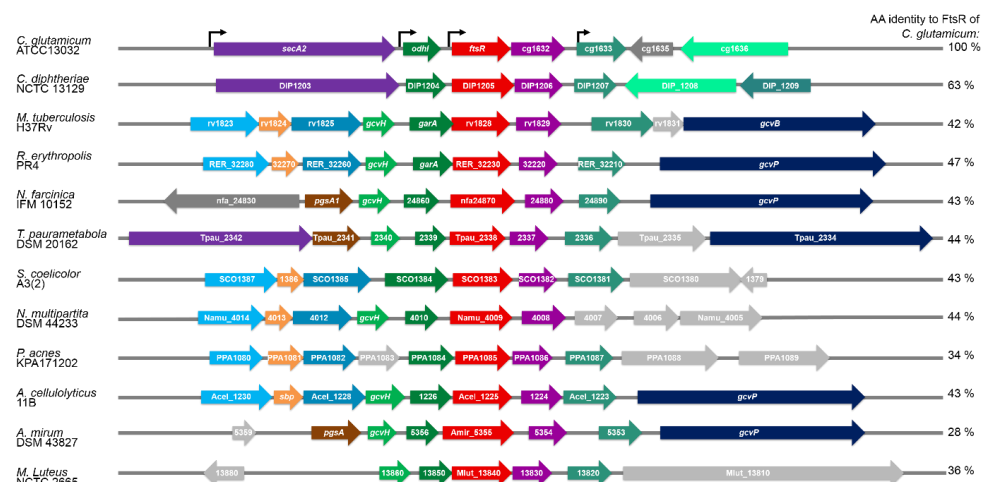 AA identity to FtsR of
C. glutamicum:
C. glutamicum
ATCC13032
secA2 odhI ftsR cg1632 cg1633 cg1635 cg1636 100 %
C. diphtheriae
NCTC 13129
DIP1203 DIP1204 DIP1205 DIP1206 DIP1207 DIP_1208 DIP_1209 63 %
M. tuberculosis
H37Rv
rv1823 rv1824 rv1825 gcvH garA rv1828 rv1829 rv1830 rv1831 gcvB 42 %
R. erythropolis
PR4
RER_32280 32270 RER_32260 gcvH garA RER_32230 32220 RER_32210 gcvP 47 %
N. farcinica
IFM 10152
nfa_24830 pgsA1 gcvH 24860 nfa24870 24880 24890 gcvP 43 %
T. paurametabola
DSM 20162
Tpau_2342 Tpau_2341 2340 2339 Tpau_2338 2337 2336 Tpau_2335 Tpau_2334 44 %
S. coelicolor
A3(2)
SCO1387 1386 SCO1385 SCO1384 SCO1383 SCO1382 SCO1381 SCO1380 1379 43 %
N. multipartita
DSM 44233
Namu_4014 4013 4012 gcvH 4010 Namu_4009 4008 4007 4006 Namu_4005 44 %
P. acnes
KPA171202
PPA1080 PPA1081 PPA1082 PPA1083 PPA1084 PPA1085 PPA1086 PPA1087 PPA1088 PPA1089 34 %
A. cellulolyticus
11B
Acel_1230 sbp Acel_1228 gcvH 1226 Acel_1225 1224 Acel_1223 gcvP 43 %
A. mirum
DSM 43827
5359 pgsA gcvH 5356 Amir_5355 5354 5353 gcvP 28 %
M. Luteus
NCTC 2665
13880 13860 13850 Mlut_13840 13830 13820 Mlut_13810 36 %